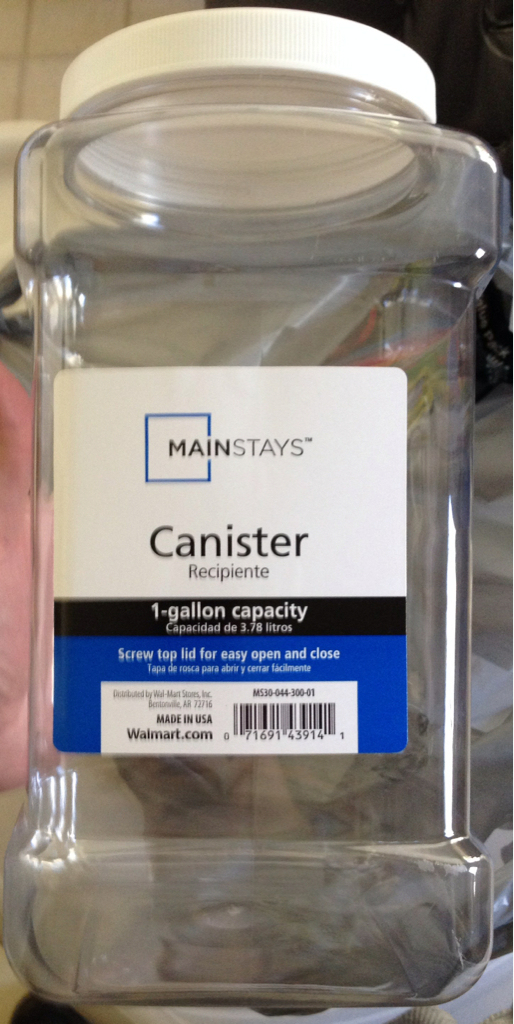 MAINSTAYS™
Canister
Recipiente
1-gallon capacity
Capacidad de 3.78 litros
Screw top lid for easy open and close
Tapa de rosca para abrir y cerrar fácilmente
Distributed by Wal-Mart Stores, Inc.
Bentonville, AR 72716
MADE IN USA
Walmart.com
MS30-044-300-01
0 71691 43914 1